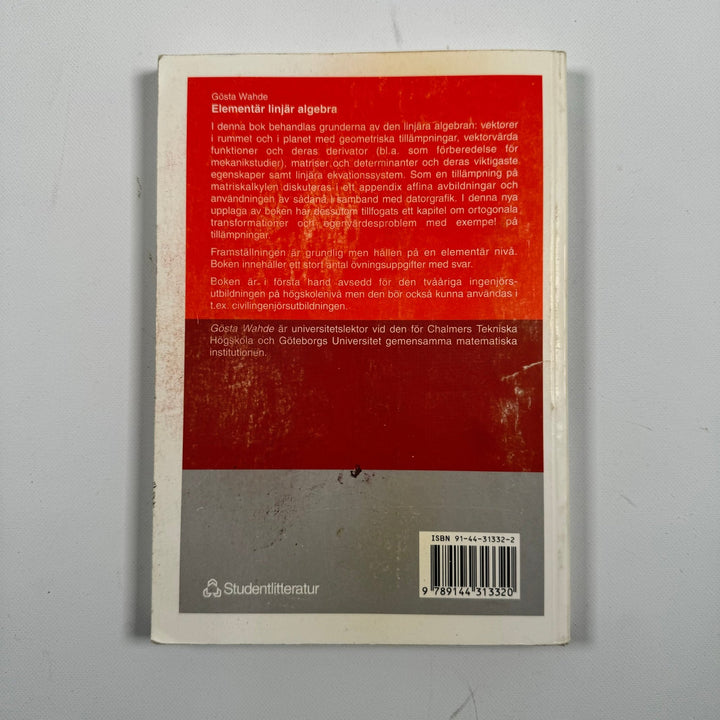 Gösta Wahde
Elementär linjär algebra
I denna bok behandlas grunderna av den linjära algebran: vektorer
i rummet och i planet med geometriska tillämpningar, vektorvärda
funktioner och deras derivator (bl.a. som förberedelse för
mekanikstudier), matriser och determinanter och deras viktigaste
egenskaper samt linjära ekvationssystem. Som en tillämpning på
matriskalkylen diskuteras i ett appendix affina avbildningar och
användningen av sådana i samband med datorgrafik. I denna nya
upplaga av boken har dessutom tillfogats ett kapitel om ortogonala
transformationer och egenvärdesproblem med exempel på
tillämpningar.
Framställningen är grundlig men hållen på en elementär nivå.
Boken innehåller ett stort antal övningsuppgifter med svar.
Boken är i första hand avsedd för den tvååriga ingenjörs-
utbildningen på högskolenivå men den bör också kunna användas i
t.ex. civilingenjörsutbildningen.
Gösta Wahde är universitetslektor vid den för Chalmers Tekniska
Högskola och Göteborgs Universitet gemensamma matematiska
institutionen.
ISBN 91-44-31332-2
9 789144 313320
Studentlitteratur